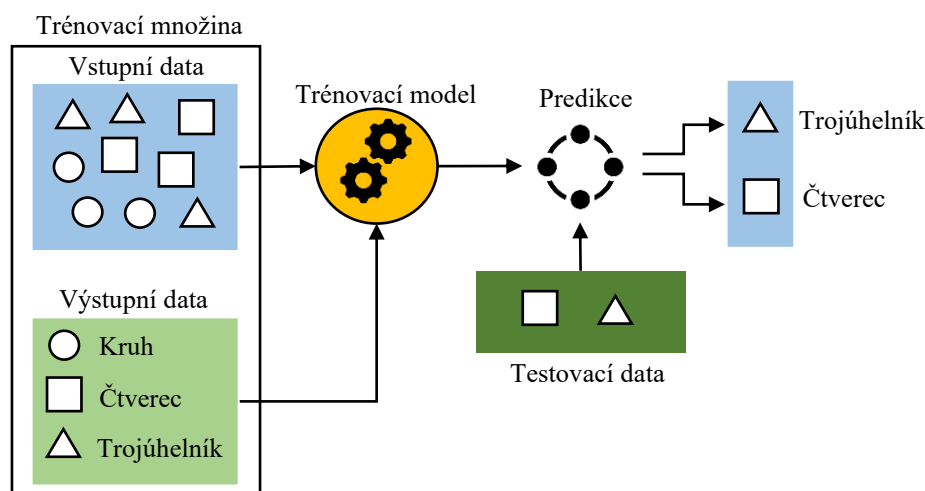 Trénovací množina
Vstupní data
Trénovací model
Predikce
Trojúhelník
Čtverec
Výstupní data
Kruh
Čtverec
Trojúhelník
Testovací data